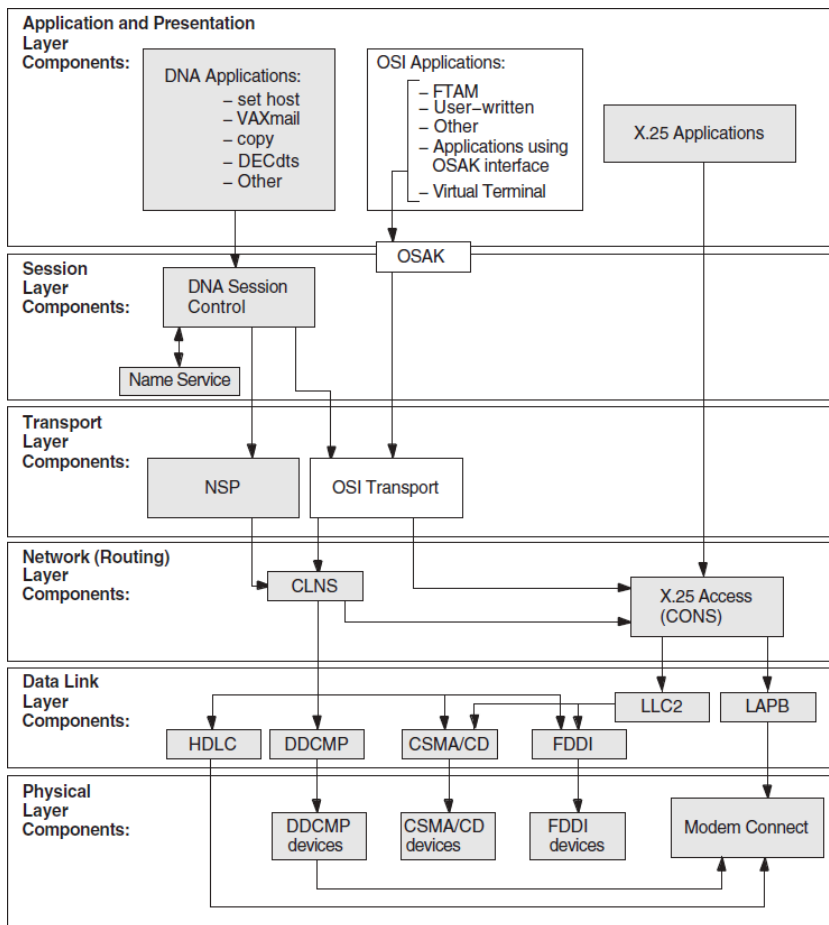 Application and Presentation
Layer
Components:
DNA Applications:
– set host
– VAXmail
– copy
– DECdts
– Other
OSI Applications:
– FTAM
– User–written
– Other
– Applications using
OSAK interface
– Virtual Terminal
X.25 Applications
OSAK
Session
Layer
Components:
DNA Session
Control
Name Service
Transport
Layer
Components:
NSP
OSI Transport
Network (Routing)
Layer
Components:
CLNS
X.25 Access
(CONS)
Data Link
Layer
Components:
LLC2
LAPB
HDLC
DDCMP
CSMA/CD
FDDI
Physical
Layer
Components:
DDCMP
devices
CSMA/CD
devices
FDDI
devices
Modem Connect